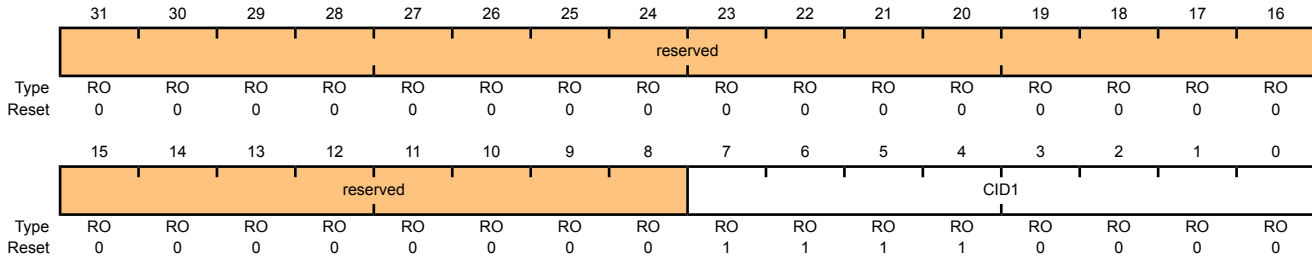 31 30 29 28 27 26 25 24 23 22 21 20 19 18 17 16
reserved
Type RO RO RO RO RO RO RO RO RO RO RO RO RO RO RO RO
Reset 0 0 0 0 0 0 0 0 0 0 0 0 0 0 0 0
15 14 13 12 11 10 9 8 7 6 5 4 3 2 1 0
reserved CID1
Type RO RO RO RO RO RO RO RO RO RO RO RO RO RO RO RO
Reset 0 0 0 0 0 0 0 0 1 1 1 1 0 0 0 0